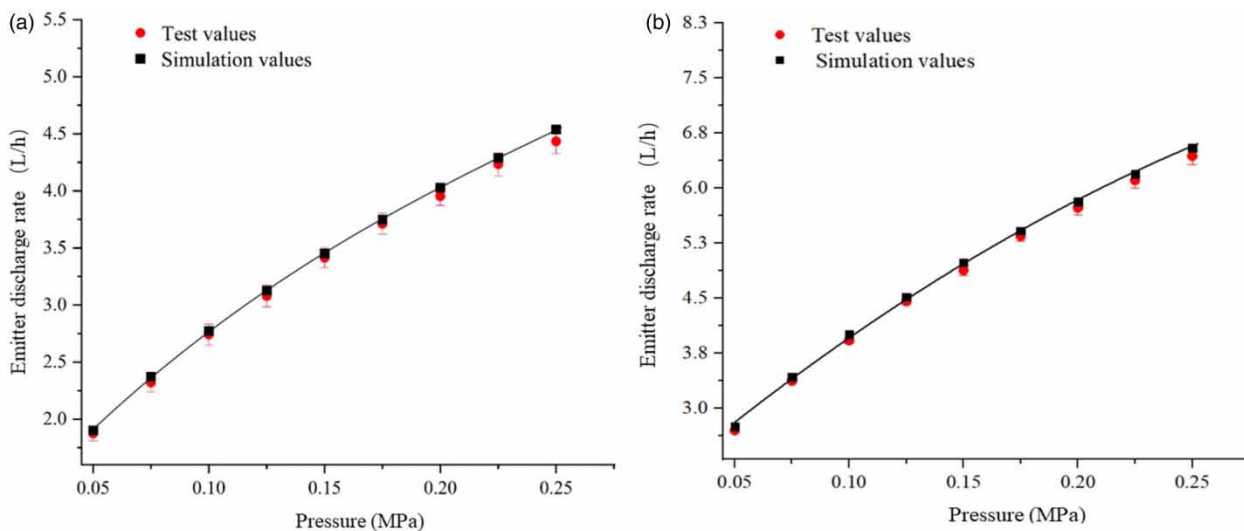 (a)
Test values
Simulation values
5.5
5.0
4.5
4.0
3.5
3.0
2.5
2.0
Emitter discharge rate (L/h)
0.05 0.10 0.15 0.20 0.25
Pressure (MPa)
(b)
Test values
Simulation values
8.3
7.5
6.8
6.0
5.3
4.5
3.8
3.0
Emitter discharge rate (L/h)
0.05 0.10 0.15 0.20 0.25
Pressure (MPa)